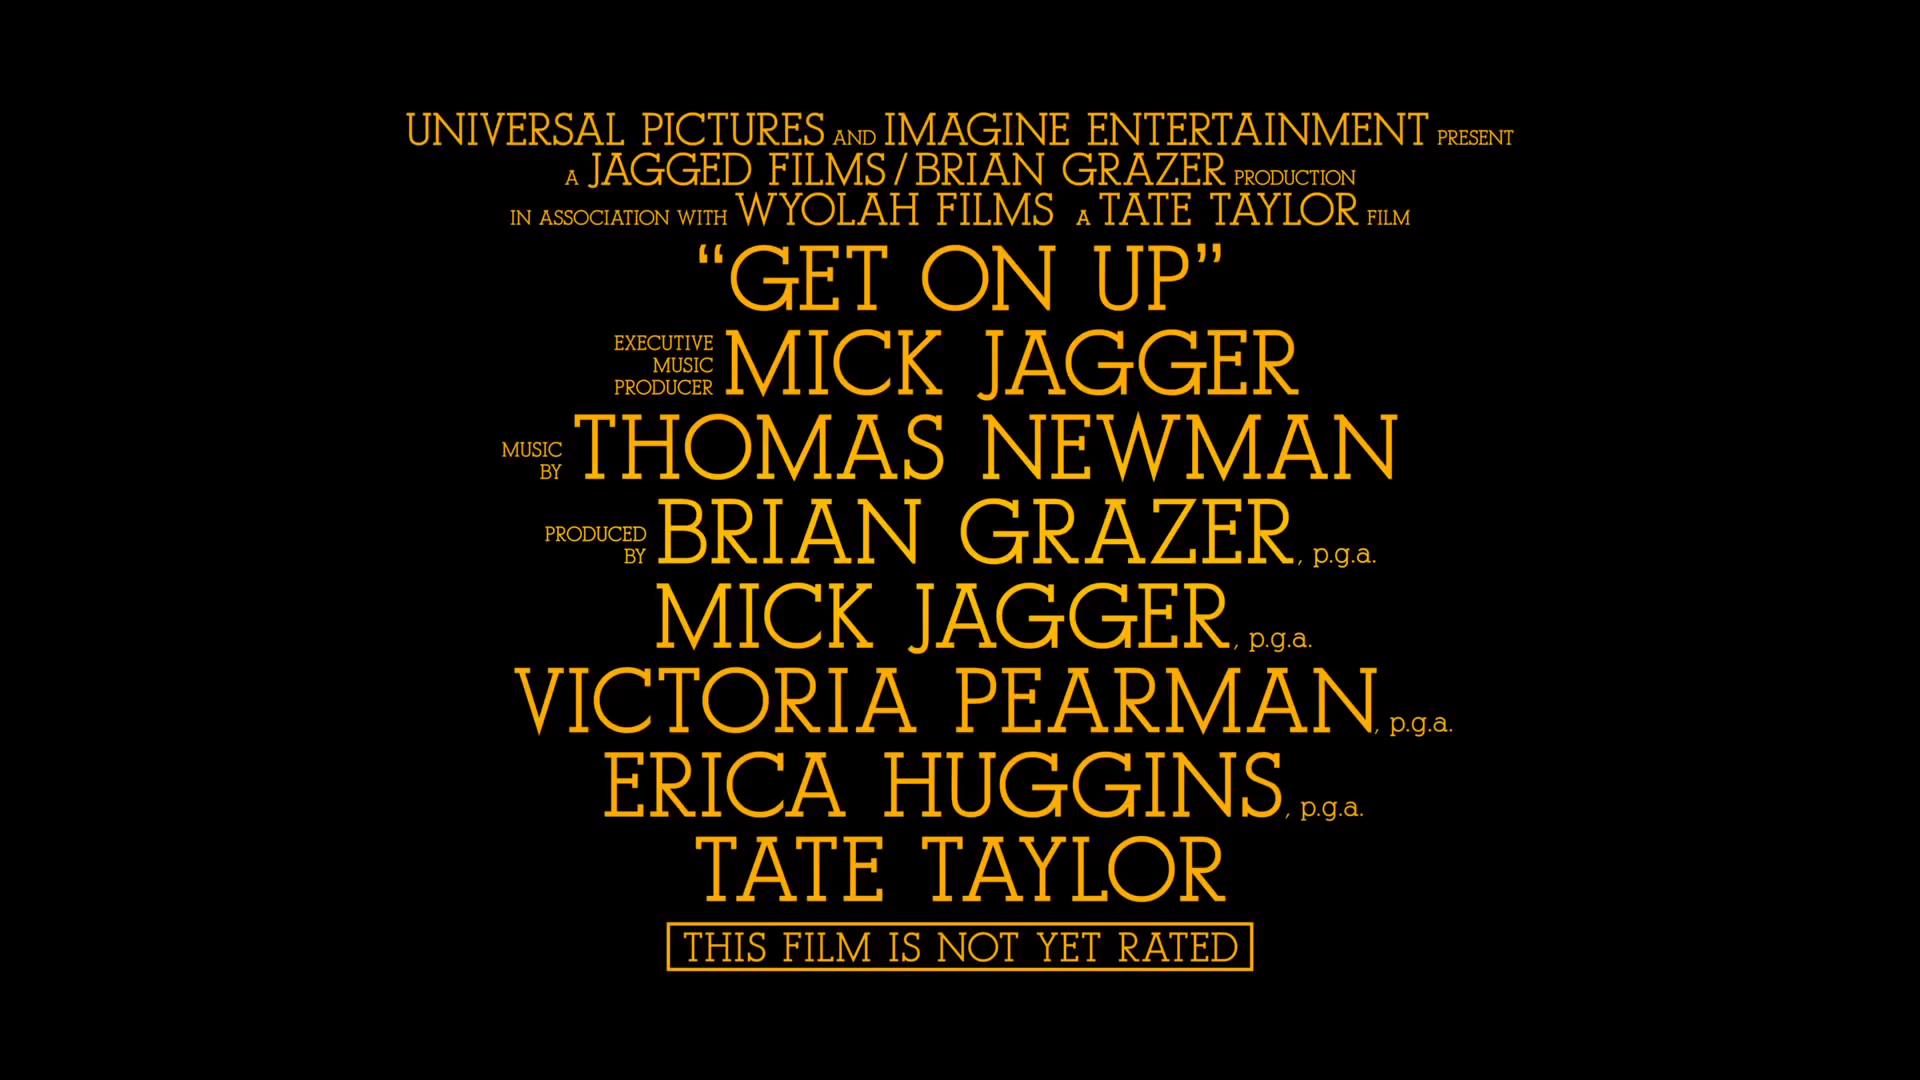 UNIVERSAL PICTURES AND IMAGINE ENTERTAINMENT PRESENT
A JAGGED FILMS/BRIAN GRAZER PRODUCTION
IN ASSOCIATION WITH WYOLAH FILMS A TATE TAYLOR FILM
“GET ON UP”
EXECUTIVE MUSIC PRODUCER MICK JAGGER
MUSIC BY THOMAS NEWMAN
PRODUCED BY BRIAN GRAZER, p.g.a.
MICK JAGGER, p.g.a.
VICTORIA PEARMAN, p.g.a.
ERICA HUGGINS, p.g.a.
TATE TAYLOR
THIS FILM IS NOT YET RATED